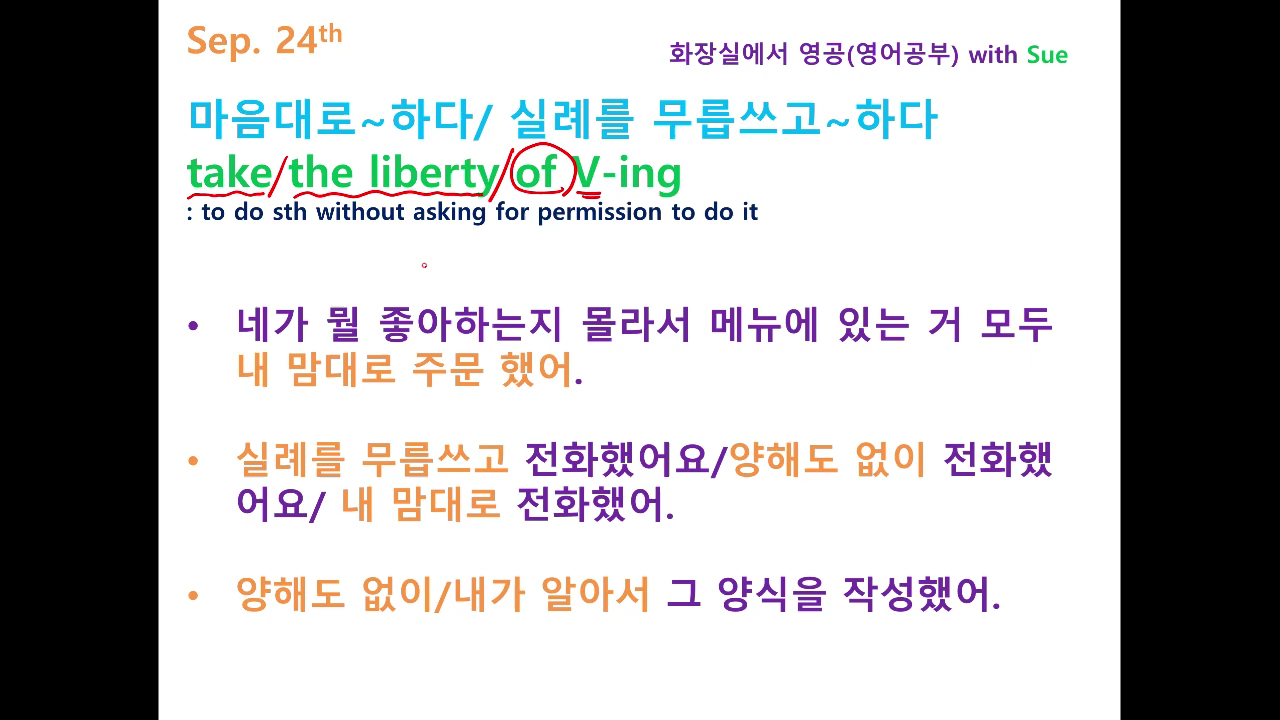 Sep. 24th
화장실에서 영공(영어공부) with Sue
마음대로~하다/ 실례를 무릅쓰고~하다
take/the liberty/of V-ing
: to do sth without asking for permission to do it
• 네가 뭘 좋아하는지 몰라서 메뉴에 있는 거 모두
내 맘대로 주문 했어.
• 실례를 무릅쓰고 전화했어요/양해도 없이 전화했
어요/ 내 맘대로 전화했어.
• 양해도 없이/내가 알아서 그 양식을 작성했어.